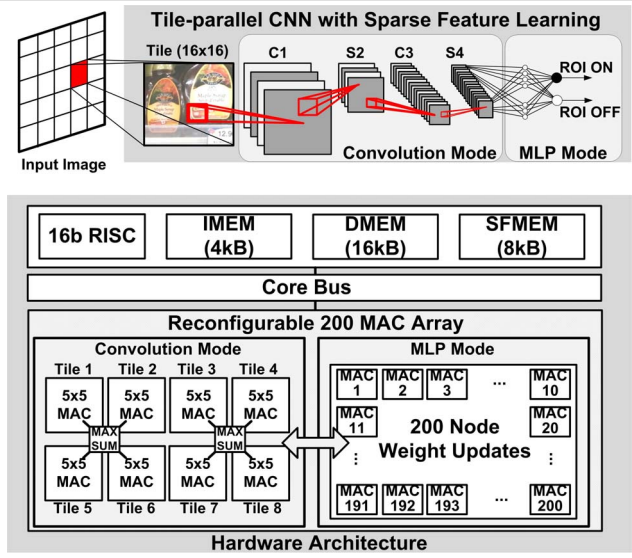 Tile-parallel CNN with Sparse Feature Learning
Tile (16x16)
C1
S2
C3
S4
ROI ON
ROI OFF
Convolution Mode
MLP Mode
Input Image
16b RISC
IMEM
(4kB)
DMEM
(16kB)
SFMEM
(8kB)
Core Bus
Reconfigurable 200 MAC Array
Convolution Mode
Tile 1
Tile 2
Tile 3
Tile 4
5x5
MAC
5x5
MAC
5x5
MAC
5x5
MAC
MAX
SUM
MAX
SUM
5x5
MAC
5x5
MAC
5x5
MAC
5x5
MAC
Tile 5
Tile 6
Tile 7
Tile 8
MLP Mode
MAC
1
MAC
2
MAC
3
...
MAC
10
MAC
11
200 Node
Weight Updates
MAC
20
⋮
⋮
MAC
191
MAC
192
MAC
193
...
MAC
200
Hardware Architecture